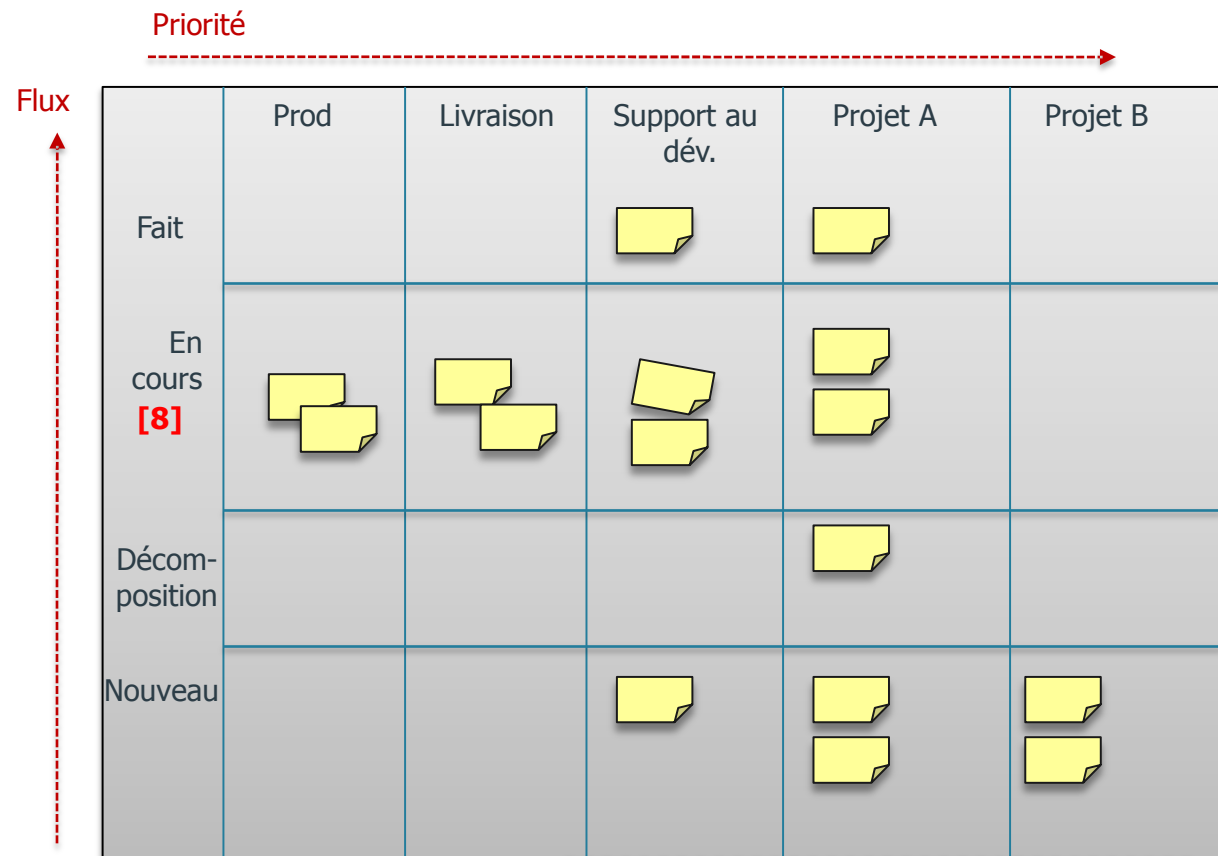 Priorité
Flux
Prod
Livraison
Support au
dév.
Projet A
Projet B
Fait
En
cours
[8]
Décom-
position
Nouveau